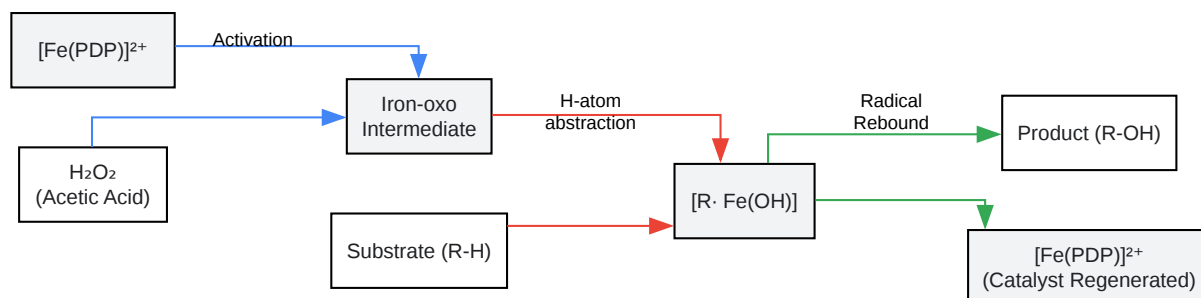 [Fe(PDP)]²⁺
Activation
Iron-oxo
Intermediate
H₂O₂
(Acetic Acid)
H-atom
abstraction
Substrate (R-H)
[R· Fe(OH)]
Radical
Rebound
Product (R-OH)
[Fe(PDP)]²⁺
(Catalyst Regenerated)